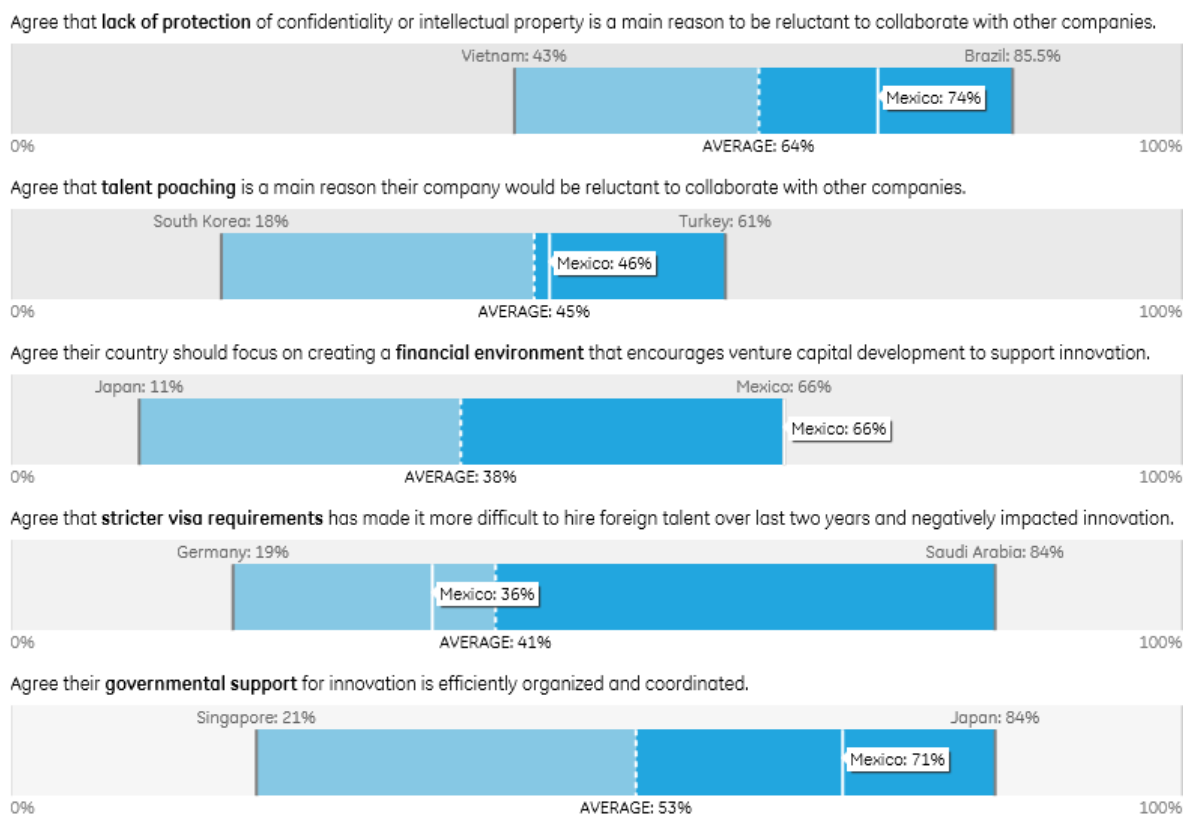 Agree that lack of protection of confidentiality or intellectual property is a main reason to be reluctant to collaborate with other companies.
Vietnam: 43% Brazil: 85.5%
Mexico: 74%
0% AVERAGE: 64% 100%
Agree that talent poaching is a main reason their company would be reluctant to collaborate with other companies.
South Korea: 18% Turkey: 61%
Mexico: 46%
0% AVERAGE: 45% 100%
Agree their country should focus on creating a financial environment that encourages venture capital development to support innovation.
Japan: 11% Mexico: 66%
Mexico: 66%
0% AVERAGE: 38% 100%
Agree that stricter visa requirements has made it more difficult to hire foreign talent over last two years and negatively impacted innovation.
Germany: 19% Saudi Arabia: 84%
Mexico: 36%
0% AVERAGE: 41% 100%
Agree their governmental support for innovation is efficiently organized and coordinated.
Singapore: 21% Japan: 84%
Mexico: 71%
0% AVERAGE: 53% 100%